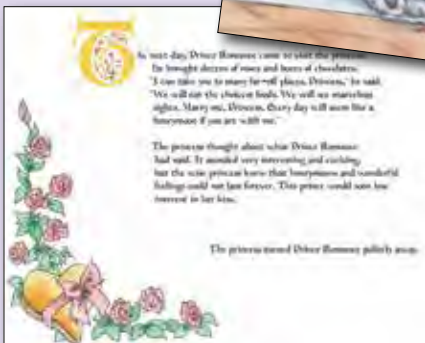 The next day, Prince Romance came to visit the princess.
He brought dozens of roses and boxes of chocolates.
"I can take you to many far-off places, Princess," he said.
"We will eat the choicest foods. We will see marvelous
sights. Marry me, Princess. Every day will seem like a
honeymoon if you are with me."
The princess thought about what Prince Romance
had said. It sounded very interesting and exciting,
but the wise princess knew that honeymoons and wonderful
feelings could not last forever. This prince would soon lose
interest in her
The princess turned Prince Romance politely away.